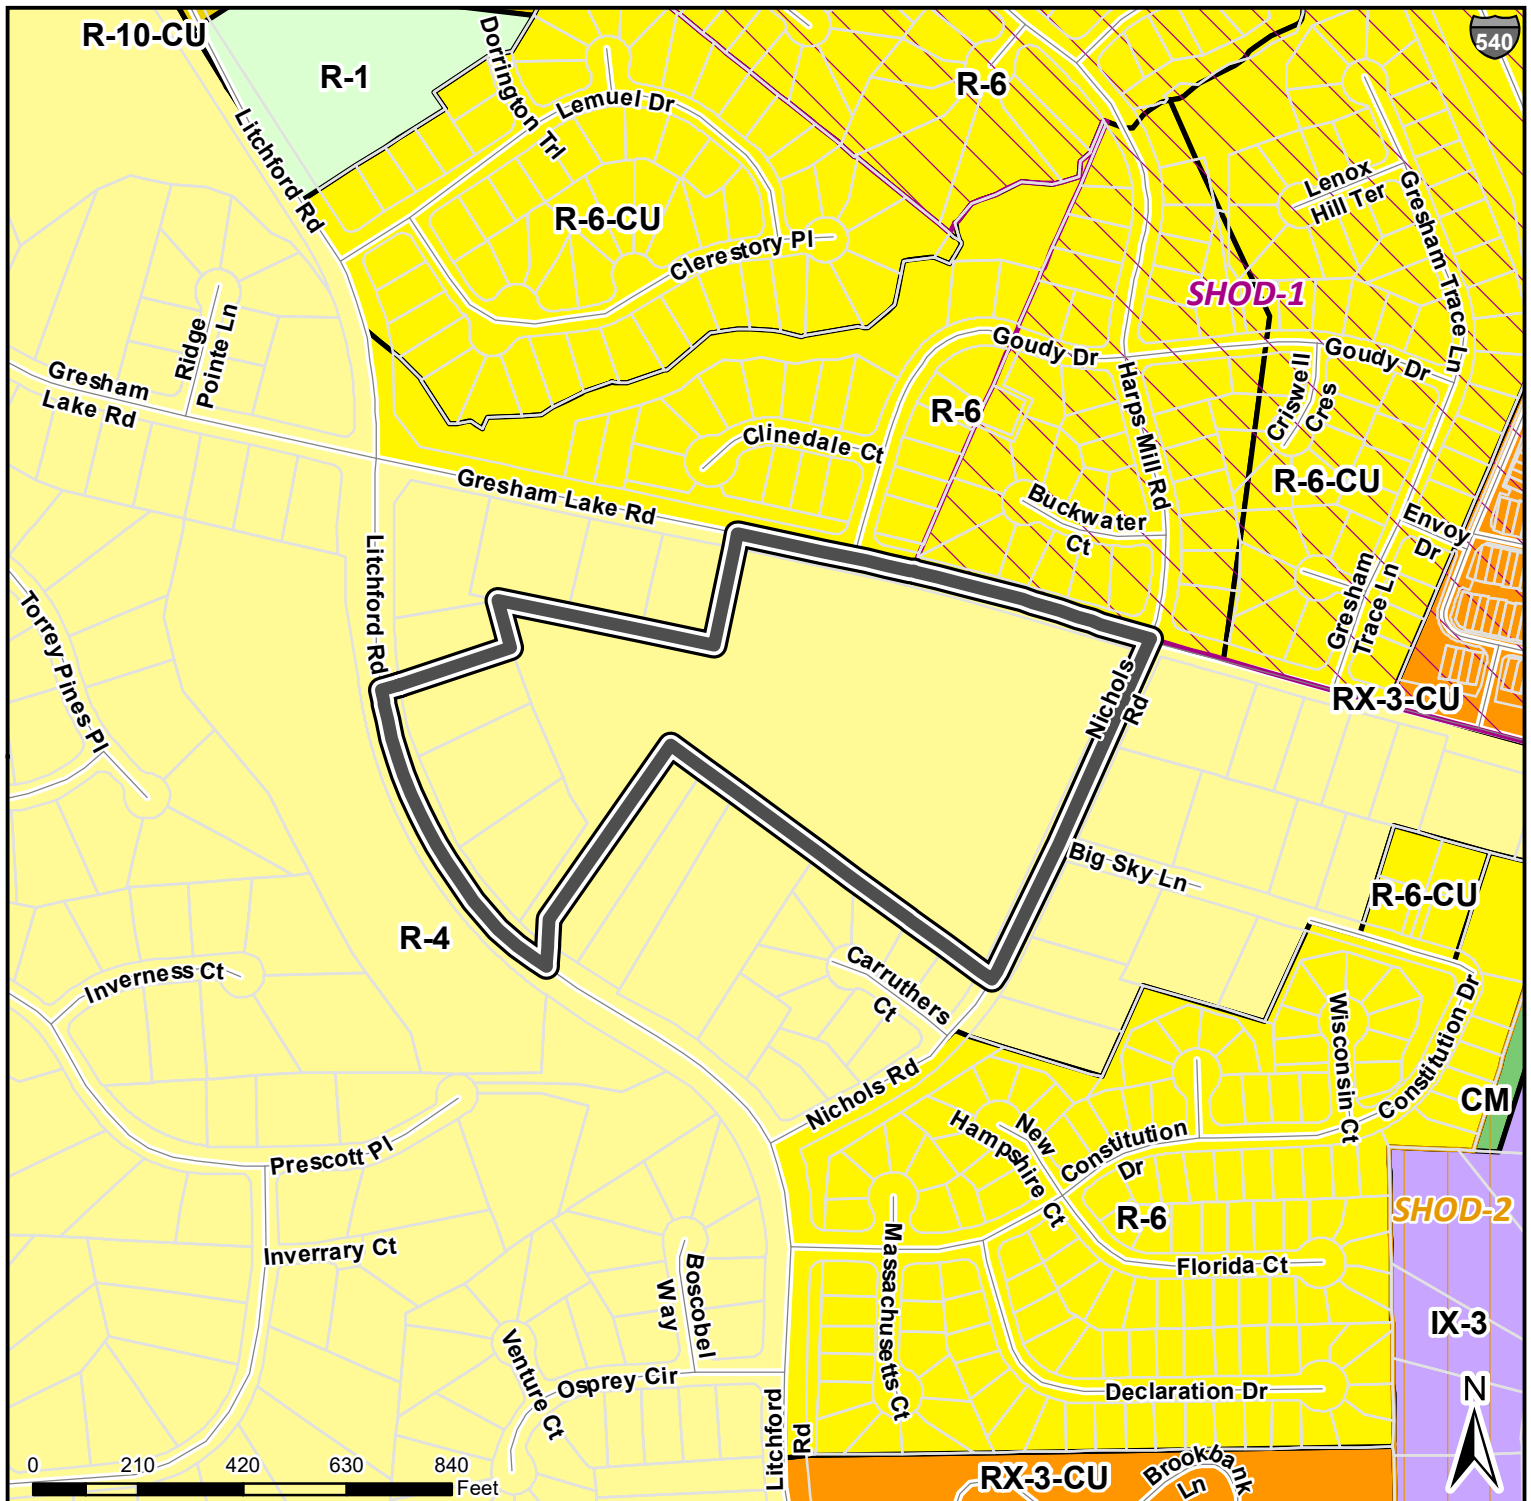 R-10-CU
R-1
Dorrington Trl
Lemuel Dr
R-6
540
Litchford Rd
R-6-CU
Clerestory Pl
Lenox
Hill Ter
Gresham Trace Ln
SHOD-1
Ridge
Pointe Ln
Gresham
Lake Rd
Goudy Dr
Goudy Dr
Criswell
Cres
Harps Mill Rd
R-6
Clinedale Ct
R-6-CU
Gresham Lake Rd
Buckwater
Ct
Envoy
Dr
Gresham
Trace Ln
Litchford Rd
Torrey Pines Pl
Nichols
Rd
RX-3-CU
Big Sky Ln
R-6-CU
R-4
Inverness Ct
Carruthers
Ct
Wisconsin Ct
Constitution Dr
CM
Nichols Rd
New
Hampshire Ct
Constitution
Dr
Prescott Pl
R-6
SHOD-2
Inverrary Ct
Massachusetts Ct
Florida Ct
Boscobel
Way
IX-3
Venture Ct
Osprey Cir
Declaration Dr
N
Litchford
Rd
RX-3-CU
Brookbank
Ln
0 210 420 630 840
Feet